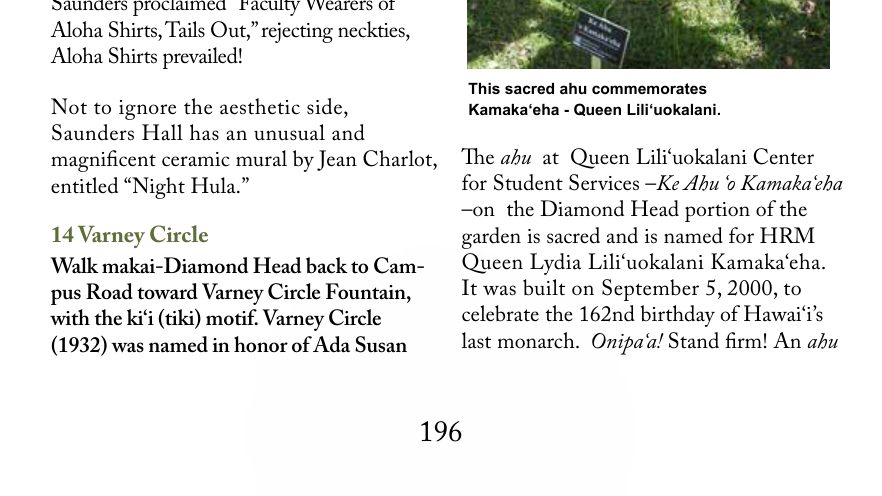 Saunders proclaimed “Faculty Wearers of
Aloha Shirts, Tails Out,” rejecting neckties,
Aloha Shirts prevailed!
Not to ignore the aesthetic side,
Saunders Hall has an unusual and
magnificent ceramic mural by Jean Charlot,
entitled “Night Hula.”
14 Varney Circle
Walk makai-Diamond Head back to Cam-
pus Road toward Varney Circle Fountain,
with the ki‘i (tiki) motif. Varney Circle
(1932) was named in honor of Ada Susan
Ke Ahu
‘o Kamaka‘eha
This sacred ahu commemorates
Kamaka‘eha - Queen Lili‘uokalani.
The ahu at Queen Lili‘uokalani Center
for Student Services –Ke Ahu ‘o Kamaka‘eha
–on the Diamond Head portion of the
garden is sacred and is named for HRM
Queen Lydia Lili‘uokalani Kamaka‘eha.
It was built on September 5, 2000, to
celebrate the 162nd birthday of Hawai‘i’s
last monarch. Onipa‘a! Stand firm! An ahu
196